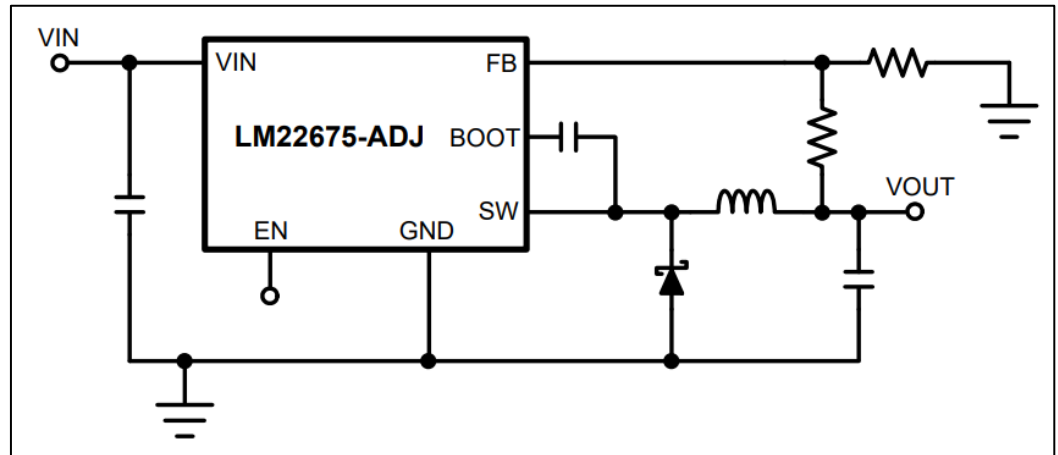 VIN
VIN
FB
LM22675-ADJ
BOOT
SW
VOUT
EN
GND